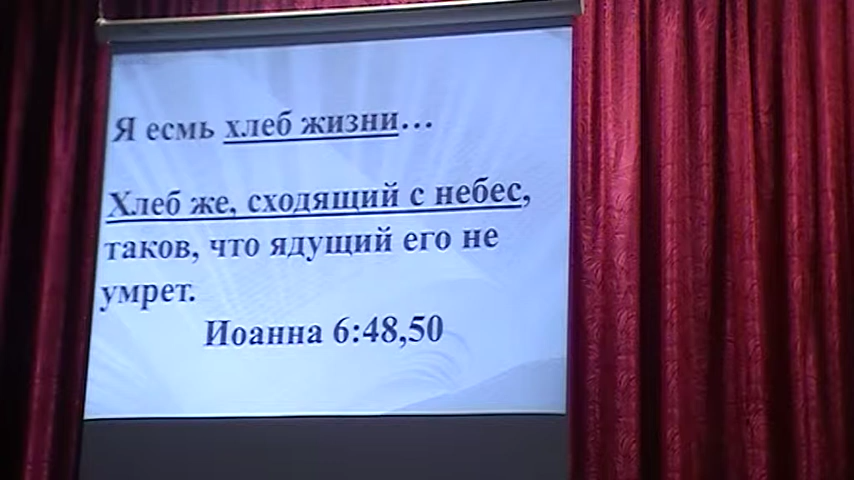 Я есмь хлеб жизни...
Хлеб же, сходящий с небес,
таков, что ядущий его не
умрет.
Иоанна 6:48,50